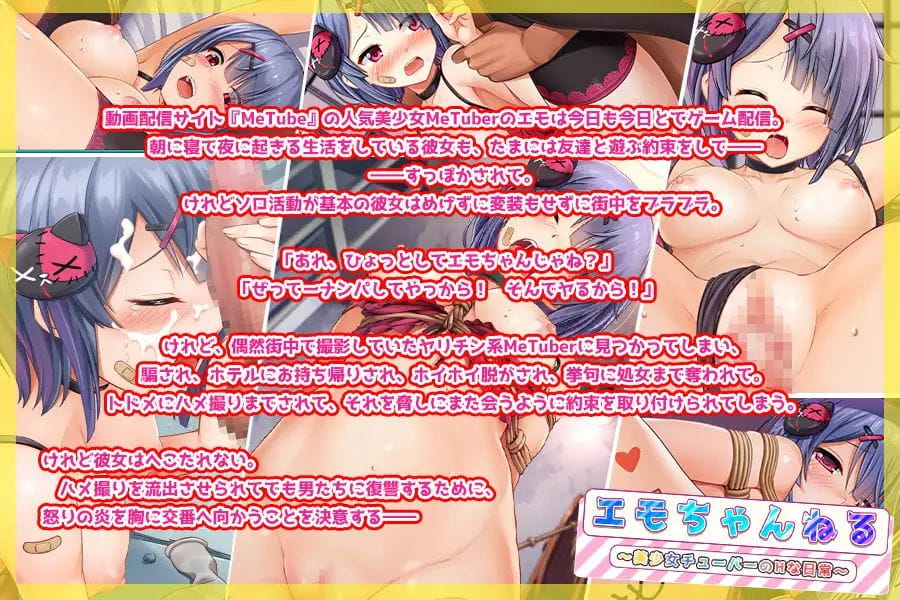 動画配信サイト『MeTube』の人気美少女MeTuberのエモは今日も今日とてゲーム配信。
朝に寝て夜に起きる生活をしている彼女も、たまには友達と遊ぶ約束をして――
――すっぽかされて。
けれどソロ活動が基本の彼女はめげずに変装もせずに街中をブラブラ。
「あれ、ひょっとしてエモちゃんじゃね？」
「ぜってーナンパしてやっから！　そんでヤるから！」
けれど、偶然街中で撮影していたヤリチン系MeTuberに見つかってしまい、
騙され、ホテルにお持ち帰りされ、ホイホイ脱がされ、挙句に処女まで奪われて。
トドメにハメ撮りまでされて、それを脅しにまた会うように約束を取り付けられてしまう。
けれど彼女はへこたれない。
ハメ撮りを流出させられてでも男たちに復讐するために、
怒りの炎を胸に交番へ向かうことを決意する――
エモちゃんねる
～美少女チューバーのHな日常～